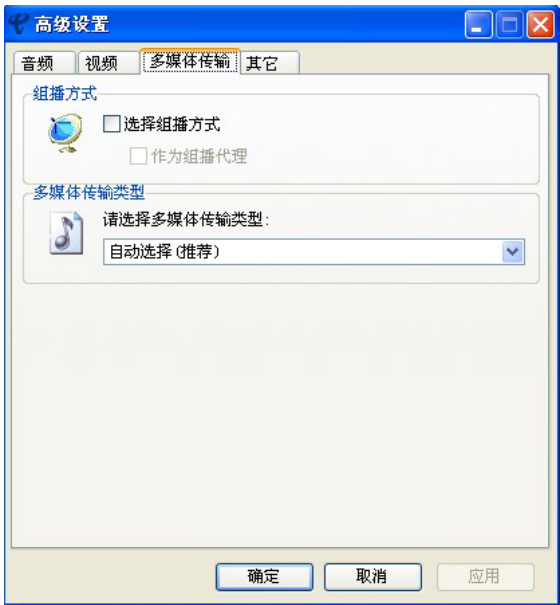 高级设置
音频 视频 多媒体传输 其它
组播方式
选择组播方式
作为组播代理
多媒体传输类型
请选择多媒体传输类型:
自动选择(推荐)
确定 取消 应用